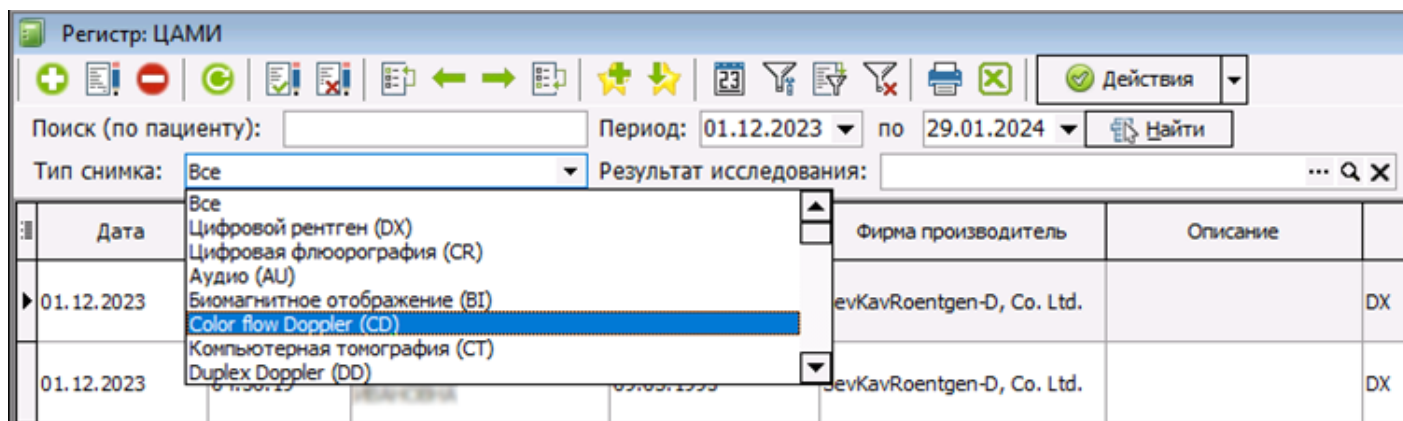 Регистр: ЦАМИ
23 Действия
Поиск (по пациенту): Период: 01.12.2023 по 29.01.2024 Найти
Тип снимка: Все Результат исследования: ...
Все
Цифровой рентген (DX)
Цифровая флюорография (CR)
Аудио (AU)
Биомагнитное отображение (BI)
Color flow Doppler (CD)
Компьютерная томография (CT)
Duplex Doppler (DD)
Дата Фирма производитель Описание
01.12.2023 evKavRoentgen-D, Co. Ltd. DX
01.12.2023 evKavRoentgen-D, Co. Ltd. DX